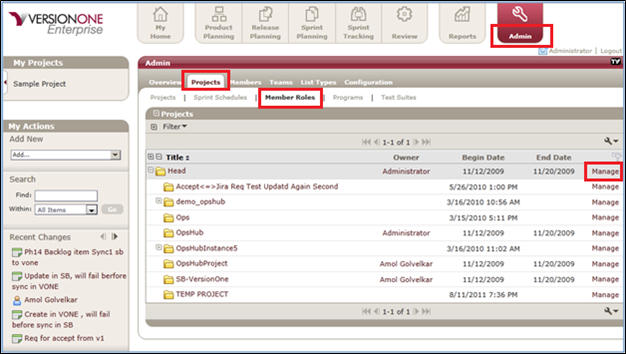 VERSIONONE
Enterprise
My Home
Product Planning
Release Planning
Sprint Planning
Sprint Tracking
Review
Reports
Admin
Administrator | Logout
My Projects
Sample Project
My Actions
Add New
Add...
Search
Find:
Within: All Items Go
Recent Changes
Ph14 Backlog item Sync1 sb to vone
Update in SB, will fail berfore sync in VONE
Amol Golvelkar
Create in VONE , will fail before sync in SB
Req for accept from v1
Admin
Overview Projects Members Teams List Types Configuration
Projects | Sprint Schedules | Member Roles | Programs | Test Suites
Projects
Filter
1-1 of 1
Title Owner Begin Date End Date
Head Administrator 11/12/2009 11/20/2009 Manage
Accept<=>Jira Req Test Updatd Again Second 5/26/2010 1:00 PM Manage
demo_opshub 3/16/2010 10:56 AM Manage
Ops 3/15/2010 5:11 PM Manage
OpsHub Administrator 11/12/2009 11/20/2009 Manage
OpsHubInstance5 3/16/2010 11:02 AM Manage
OpsHubProject Amol Golvelkar 11/12/2009 11/20/2009 Manage
SB-VersionOne Amol Golvelkar 11/12/2009 11/20/2009 Manage
TEMP PROJECT 8/11/2011 7:36 PM Manage
1-1 of 1